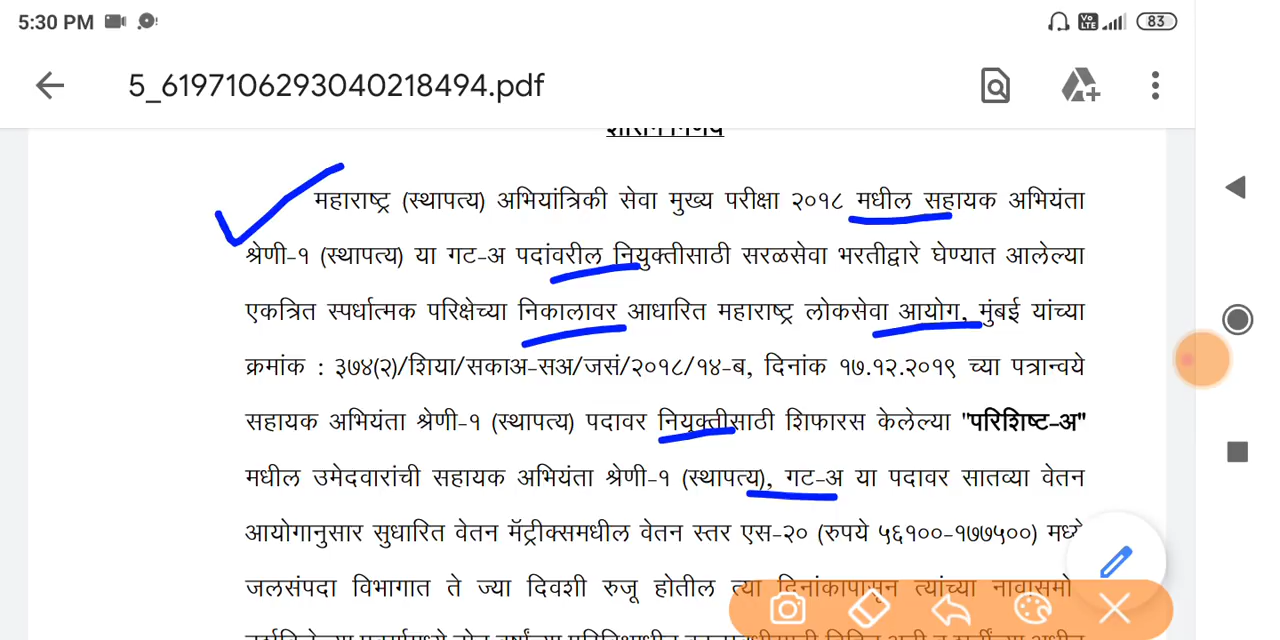 5:30 PM
Vo LTE 83
5_6197106293040218494.pdf
शासन निर्णय
महाराष्ट्र (स्थापत्य) अभियांत्रिकी सेवा मुख्य परीक्षा २०१८ मधील सहायक अभियंता
श्रेणी-१ (स्थापत्य) या गट-अ पदांवरील नियुक्तीसाठी सरळसेवा भरतीद्वारे घेण्यात आलेल्या
एकत्रित स्पर्धात्मक परिक्षेच्या निकालावर आधारित महाराष्ट्र लोकसेवा आयोग, मुंबई यांच्या
क्रमांक : ३७४(२)/शिया/सकाअ-सअ/जसं/२०१८/१४-ब, दिनांक १७.१२.२०१९ च्या पत्रान्वये
सहायक अभियंता श्रेणी-१ (स्थापत्य) पदावर नियुक्तीसाठी शिफारस केलेल्या "परिशिष्ट-अ"
मधील उमेदवारांची सहायक अभियंता श्रेणी-१ (स्थापत्य), गट-अ या पदावर सातव्या वेतन
आयोगानुसार सुधारित वेतन मॅट्रीक्समधील वेतन स्तर एस-२० (रुपये ५६१००-१७७५००) मध्ये
जलसंपदा विभागात ते ज्या दिवशी रुजू होतील त्या दिनांकापासून त्यांच्या